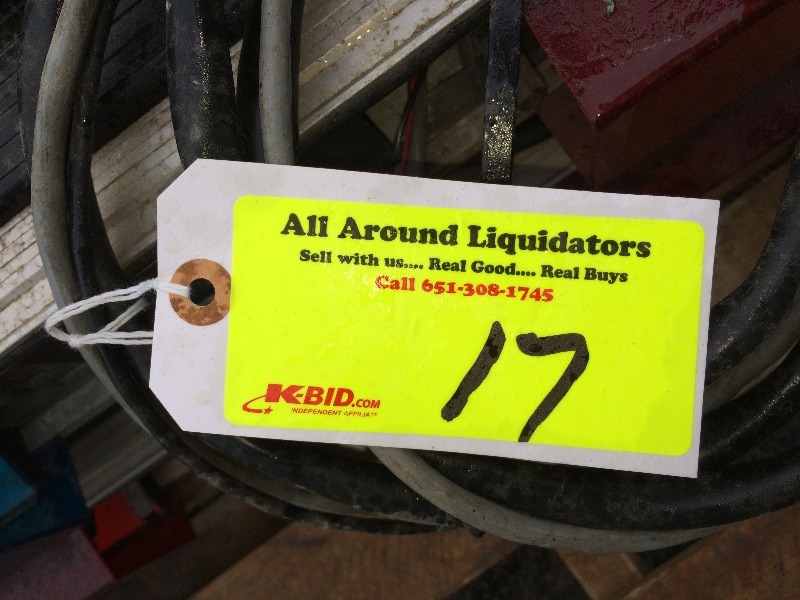 All Around Liquidators
Sell with us.... Real Good.... Real Buys
Call 651-308-1745
17
K-BID.COM
INDEPENDENT AFFILIATE